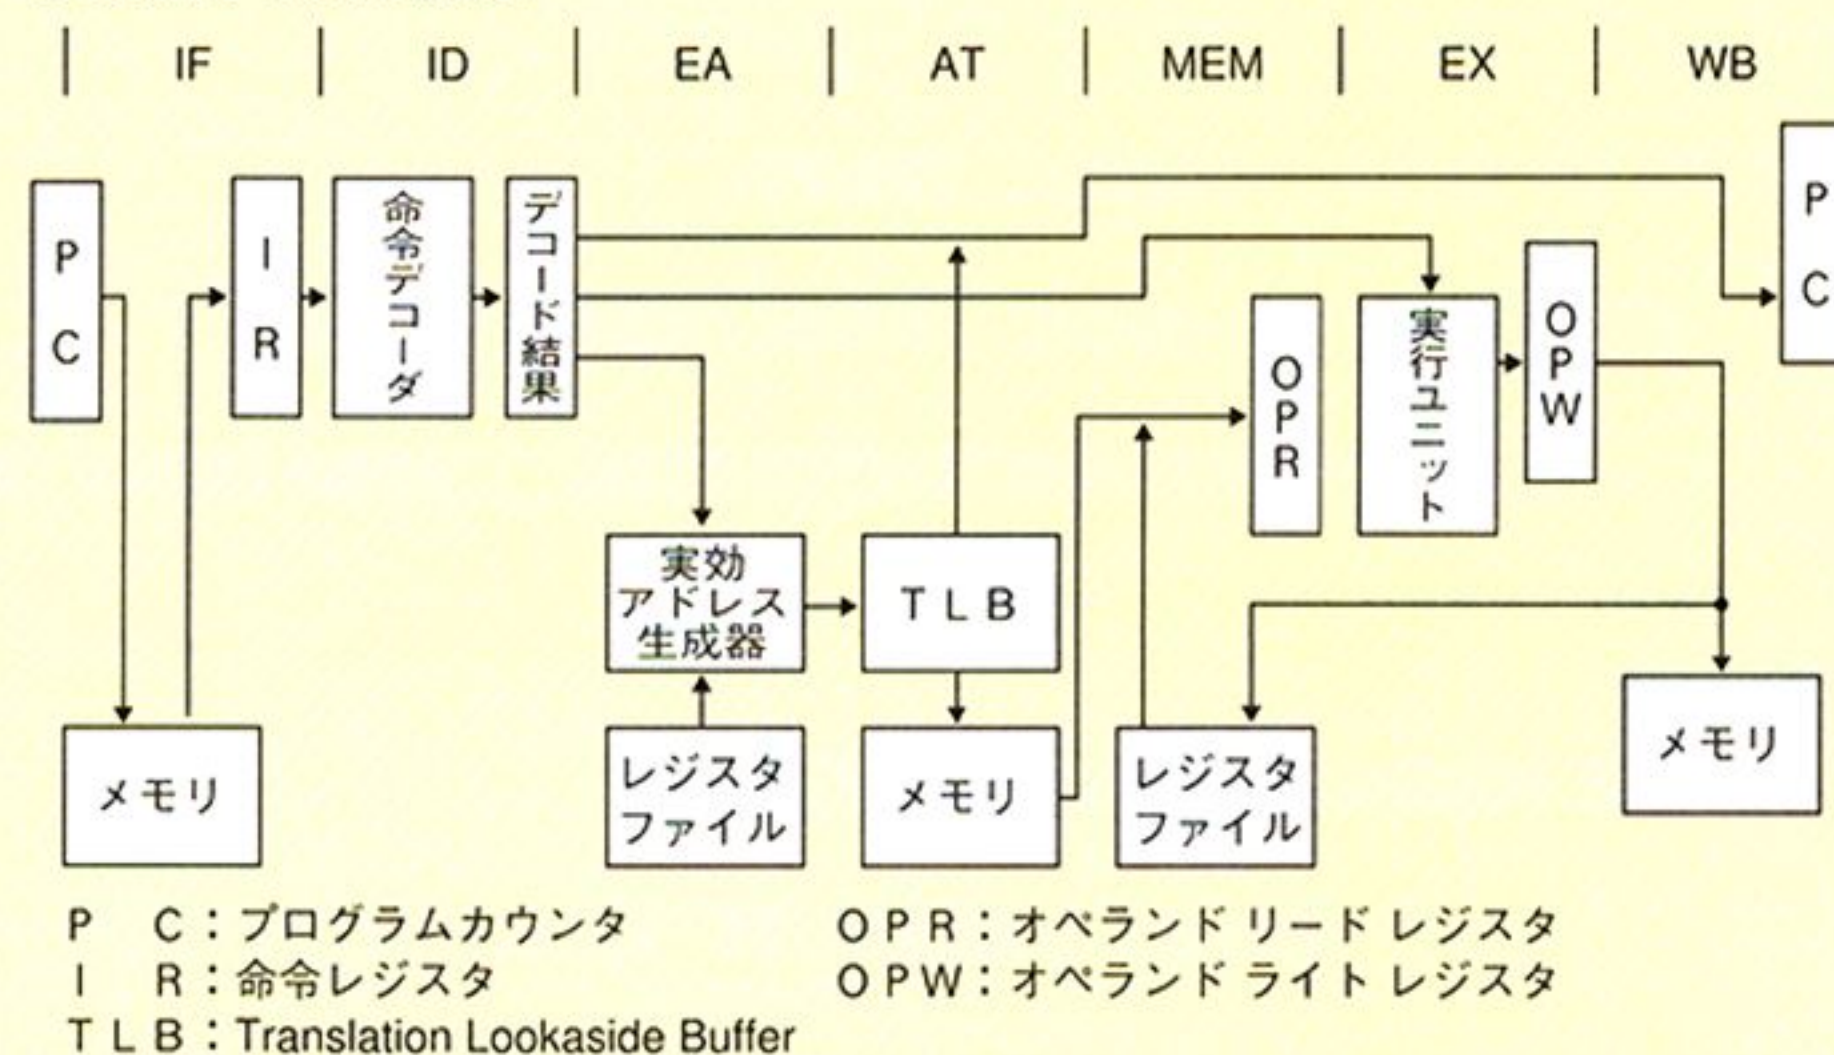 IF ID EA AT MEM EX WB
PC
IR
命令デコーダ
デコード結果
OPR
実行ユニット
OPW
PC
実効
アドレス
生成器
TLB
メモリ
レジスタ
ファイル
メモリ
レジスタ
ファイル
メモリ
PC：プログラムカウンタ
IR：命令レジスタ
TLB：Translation Lookaside Buffer
OPR：オペランド リード レジスタ
OPW：オペランド ライト レジスタ